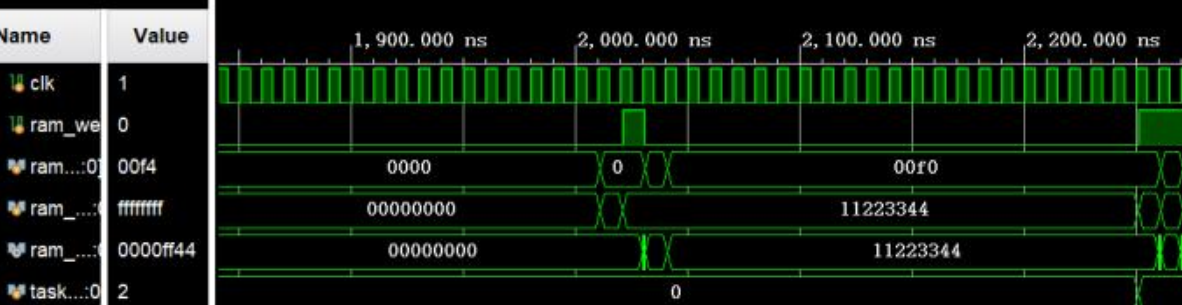 Name Value 1,900.000 ns 2,000.000 ns 2,100.000 ns 2,200.000 ns
clk 1
ram_we 0
ram...:0] 00f4 0000 0 00f0
ram_...:( ffffffff 00000000 11223344
ram_...:( 0000ff44 00000000 11223344
task...:0 2 0